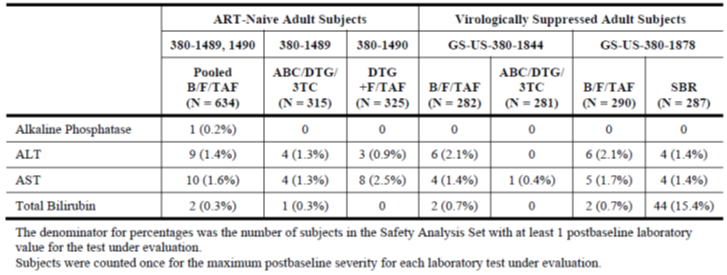 ART-Naive Adult Subjects Virologically Suppressed Adult Subjects
380-1489, 1490 380-1489 380-1490 GS-US-380-1844 GS-US-380-1878
Pooled B/F/TAF (N = 634) ABC/DTG/3TC (N = 315) DTG +F/TAF (N = 325) B/F/TAF (N = 282) ABC/DTG/3TC (N = 281) B/F/TAF (N = 290) SBR (N = 287)
Alkaline Phosphatase 1 (0.2%) 0 0 0 0 0 0
ALT 9 (1.4%) 4 (1.3%) 3 (0.9%) 6 (2.1%) 0 6 (2.1%) 4 (1.4%)
AST 10 (1.6%) 4 (1.3%) 8 (2.5%) 4 (1.4%) 1 (0.4%) 5 (1.7%) 4 (1.4%)
Total Bilirubin 2 (0.3%) 1 (0.3%) 0 2 (0.7%) 0 2 (0.7%) 44 (15.4%)
The denominator for percentages was the number of subjects in the Safety Analysis Set with at least 1 postbaseline laboratory
value for the test under evaluation.
Subjects were counted once for the maximum postbaseline severity for each laboratory test under evaluation.